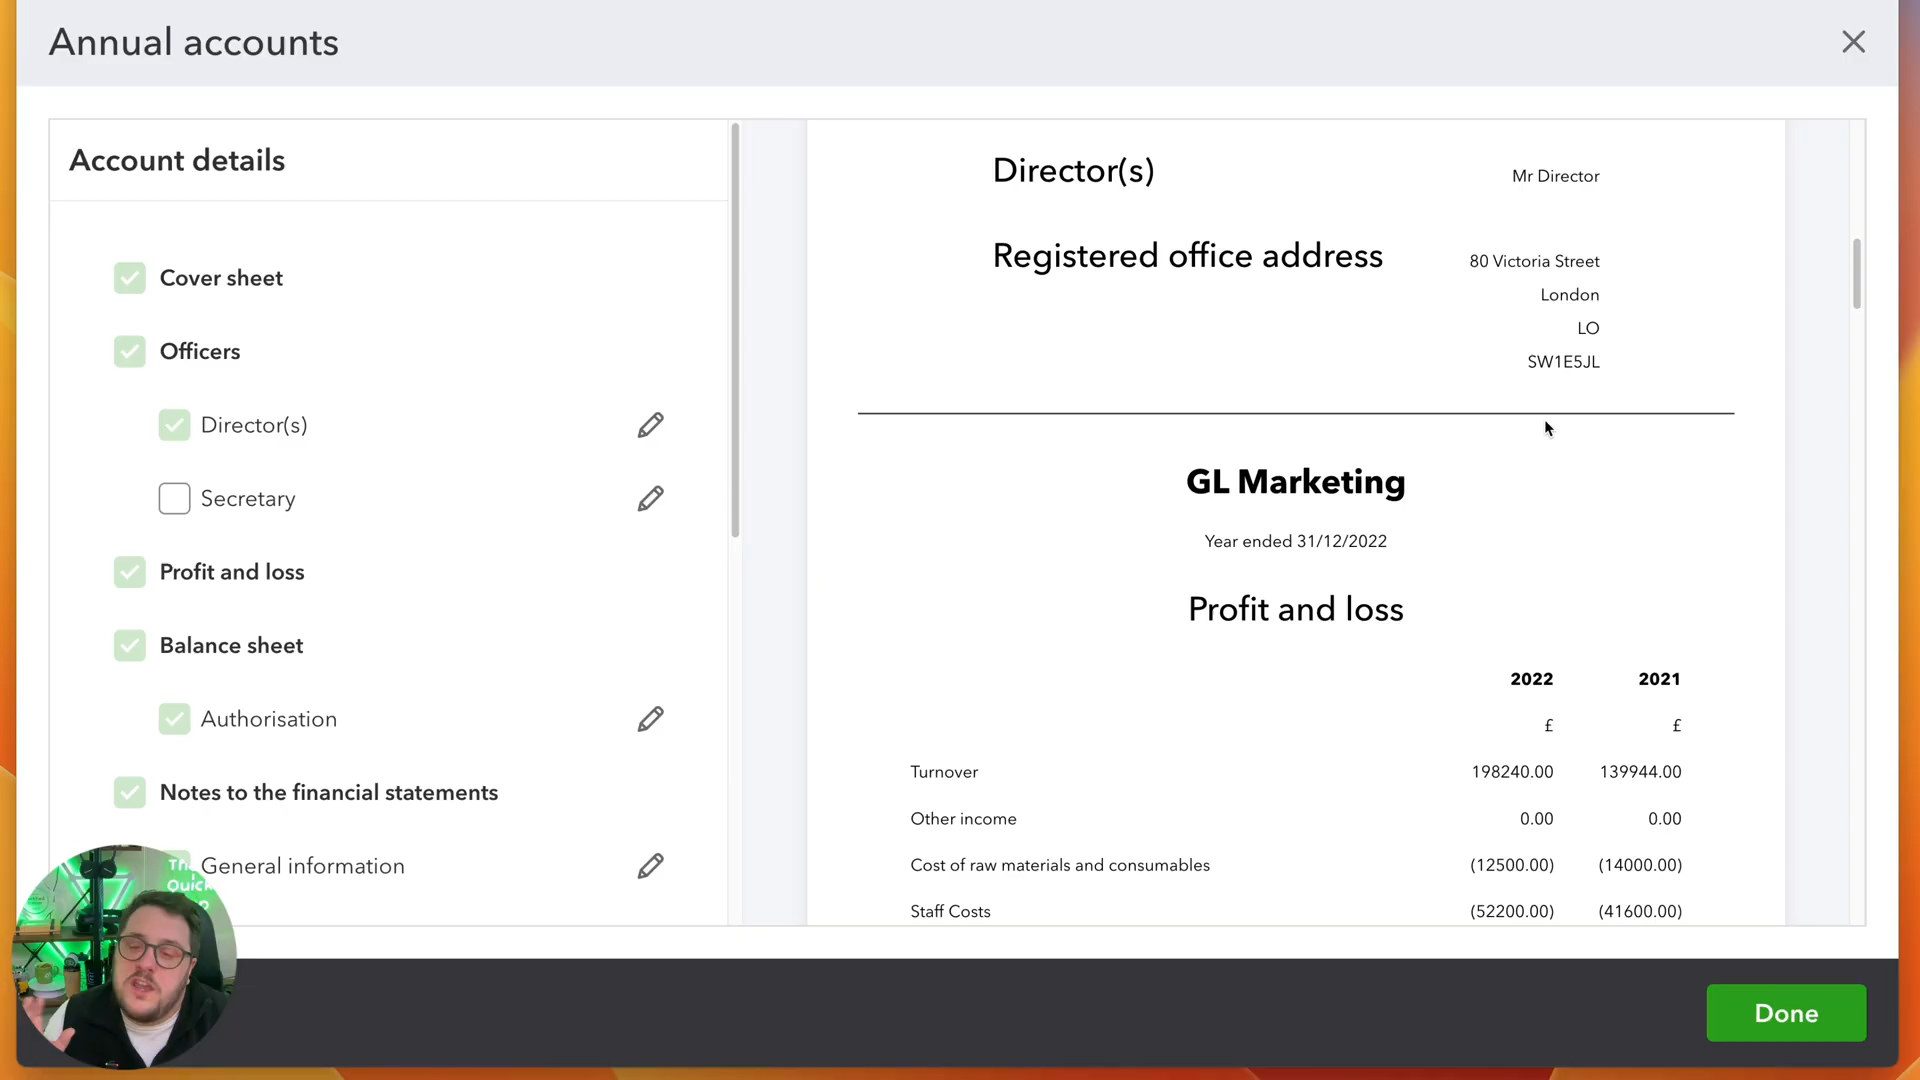 Annual accounts
Account details
Cover sheet
Officers
Director(s)
Secretary
Profit and loss
Balance sheet
Authorisation
Notes to the financial statements
General information
The
Quick
Director(s)
Mr Director
Registered office address
80 Victoria Street
London
LO
SW1E5JL
GL Marketing
Year ended 31/12/2022
Profit and loss
2022 2021
£ £
Turnover 198240.00 139944.00
Other income 0.00 0.00
Cost of raw materials and consumables (12500.00) (14000.00)
Staff Costs (52200.00) (41600.00)
Done